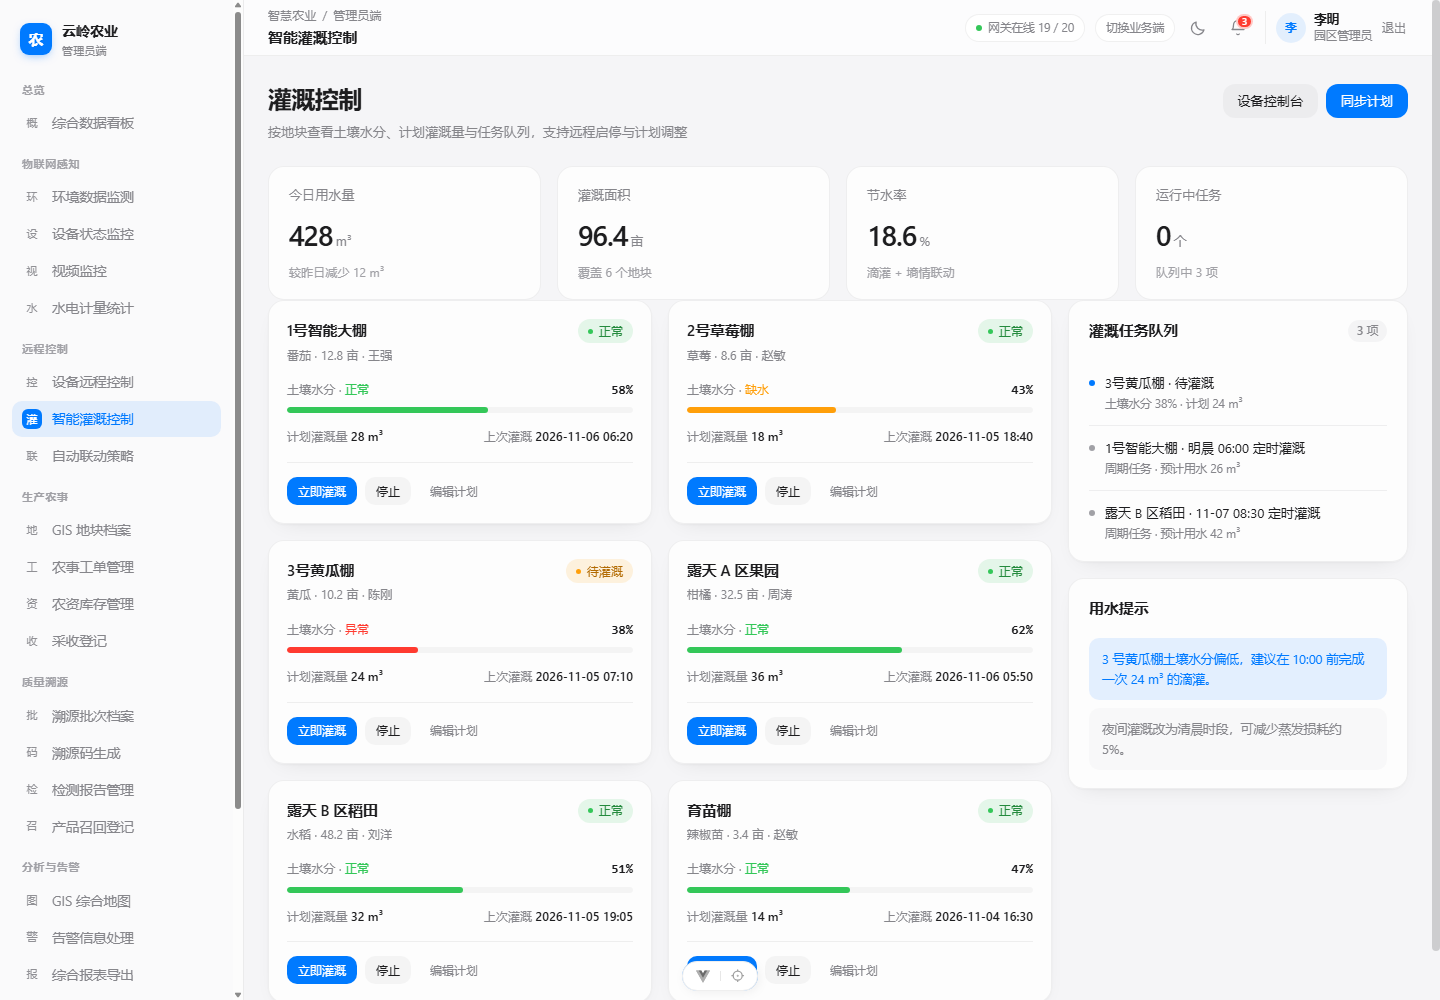 农
云岭农业
管理员端
总览
概 综合数据看板
物联网感知
环 环境数据监测
设 设备状态监控
视 视频监控
水 水电计量统计
远程控制
控 设备远程控制
灌 智能灌溉控制
联 自动联动策略
生产农事
地 GIS 地块档案
工 农事工单管理
资 农资库存管理
收 采收登记
质量溯源
批 溯源批次档案
码 溯源码生成
检 检测报告管理
召 产品召回登记
分析与告警
图 GIS 综合地图
警 告警信息处理
报 综合报表导出
智慧农业 / 管理员端
智能灌溉控制
网关在线 19 / 20
切换业务端
3
李
李明
园区管理员
退出
灌溉控制
按地块查看土壤水分、计划灌溉量与任务队列，支持远程启停与计划调整
设备控制台
同步计划
今日用水量
428 m³
较昨日减少 12 m³
灌溉面积
96.4 亩
覆盖 6 个地块
节水率
18.6 %
滴灌 + 墒情联动
运行中任务
0 个
队列中 3 项
1号智能大棚 正常
番茄 · 12.8 亩 · 王强
土壤水分 · 正常 58%
计划灌溉量 28 m³ 上次灌溉 2026-11-06 06:20
立即灌溉 停止 编辑计划
2号草莓棚 正常
草莓 · 8.6 亩 · 赵敏
土壤水分 · 缺水 43%
计划灌溉量 18 m³ 上次灌溉 2026-11-05 18:40
立即灌溉 停止 编辑计划
3号黄瓜棚 待灌溉
黄瓜 · 10.2 亩 · 陈刚
土壤水分 · 异常 38%
计划灌溉量 24 m³ 上次灌溉 2026-11-05 07:10
立即灌溉 停止 编辑计划
露天 A 区果园 正常
柑橘 · 32.5 亩 · 周涛
土壤水分 · 正常 62%
计划灌溉量 36 m³ 上次灌溉 2026-11-06 05:50
立即灌溉 停止 编辑计划
露天 B 区稻田 正常
水稻 · 48.2 亩 · 刘洋
土壤水分 · 正常 51%
计划灌溉量 32 m³ 上次灌溉 2026-11-05 19:05
立即灌溉 停止 编辑计划
育苗棚 正常
辣椒苗 · 3.4 亩 · 赵敏
土壤水分 · 正常 47%
计划灌溉量 14 m³ 上次灌溉 2026-11-04 16:30
停止 编辑计划
灌溉任务队列 3 项
3号黄瓜棚 · 待灌溉
土壤水分 38% · 计划 24 m³
1号智能大棚 · 明晨 06:00 定时灌溉
周期任务 · 预计用水 26 m³
露天 B 区稻田 · 11-07 08:30 定时灌溉
周期任务 · 预计用水 42 m³
用水提示
3 号黄瓜棚土壤水分偏低，建议在 10:00 前完成
一次 24 m³ 的滴灌。
夜间灌溉改为清晨时段，可减少蒸发损耗约
5%。